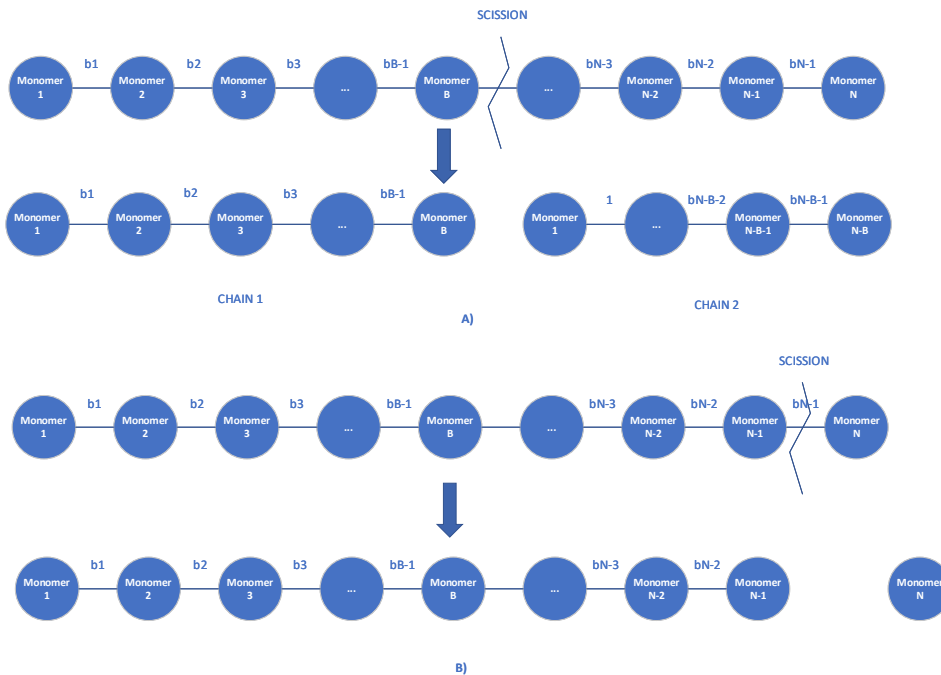 SCISSION
b1 b2 b3 bB-1 bN-3 bN-2 bN-1
Monomer Monomer Monomer ... Monomer ... Monomer Monomer Monomer
1 2 3 B N-2 N-1 N
b1 b2 b3 bB-1 1 bN-B-2 bN-B-1
Monomer Monomer Monomer ... Monomer Monomer ... Monomer Monomer
1 2 3 B 1 N-B-1 N-B
CHAIN 1 CHAIN 2
A)
SCISSION
b1 b2 b3 bB-1 bN-3 bN-2 bN-1
Monomer Monomer Monomer ... Monomer ... Monomer Monomer Monomer
1 2 3 B N-2 N-1 N
b1 b2 b3 bB-1 bN-3 bN-2
Monomer Monomer Monomer ... Monomer ... Monomer Monomer Monomer
1 2 3 B N-2 N-1 N
B)